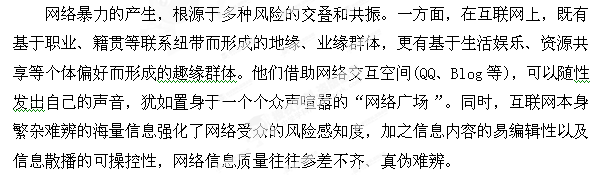 网络暴力的产生，根源于多种风险的交叠和共振。一方面，在互联网上，既有
基于职业、籍贯等联系纽带而形成的地缘、业缘群体，更有基于生活娱乐、资源共
享等个体偏好而形成的趣缘群体。他们借助网络交互空间(QQ、Blog 等)，可以随性
发出自己的声音，犹如置身于一个个众声喧嚣的“网络广场”。同时，互联网本身
繁杂难辨的海量信息强化了网络受众的风险感知度，加之信息内容的易编辑性以及
信息散播的可操控性，网络信息质量往往多差不齐、真伪难辨。